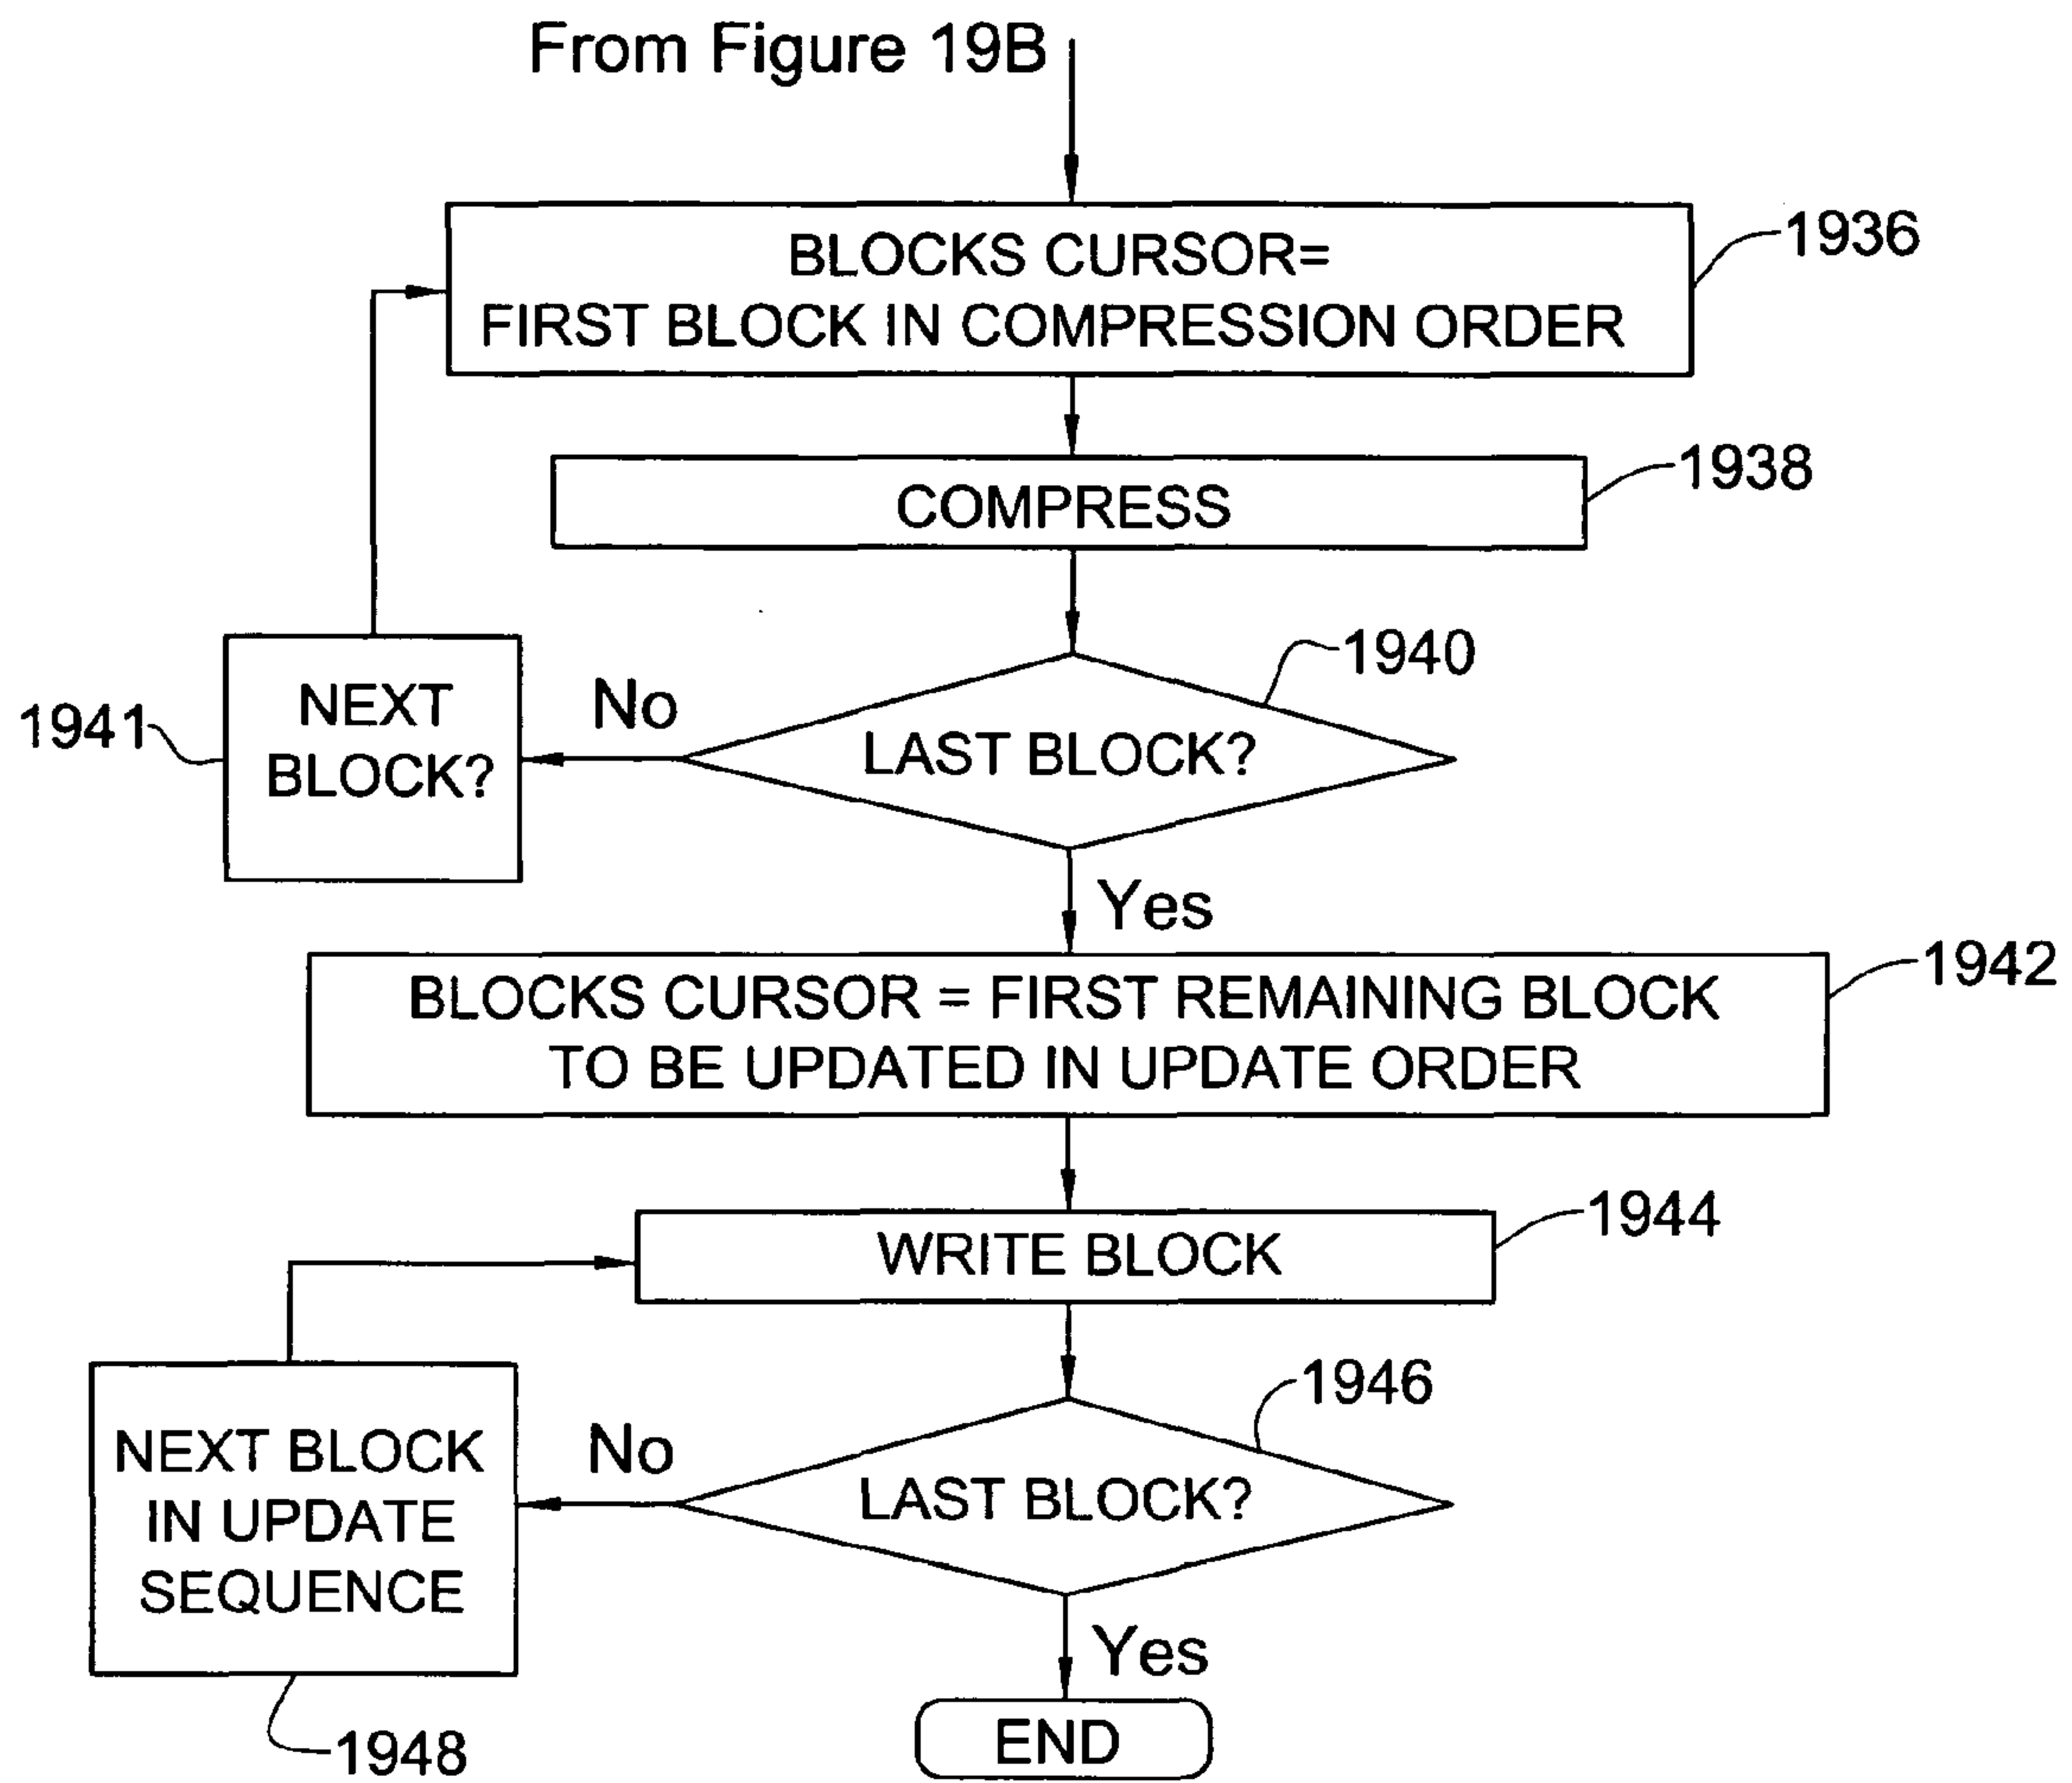 From Figure 19B
BLOCKS CURSOR=
FIRST BLOCK IN COMPRESSION ORDER
1936
COMPRESS
1938
LAST BLOCK?
1940
No
NEXT
BLOCK?
1941
Yes
BLOCKS CURSOR = FIRST REMAINING BLOCK
TO BE UPDATED IN UPDATE ORDER
1942
WRITE BLOCK
1944
LAST BLOCK?
1946
No
NEXT BLOCK
IN UPDATE
SEQUENCE
1948
Yes
END